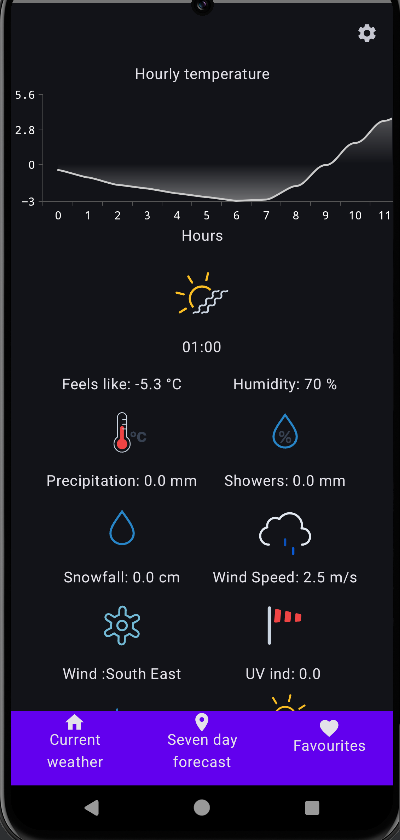 Hourly temperature
5.6
2.8
0
−3
0 1 2 3 4 5 6 7 8 9 10 11
Hours
01:00
Feels like: -5.3 °C Humidity: 70 %
°C %
Precipitation: 0.0 mm Showers: 0.0 mm
Snowfall: 0.0 cm Wind Speed: 2.5 m/s
Wind :South East UV ind: 0.0
Current Seven day Favourites
weather forecast